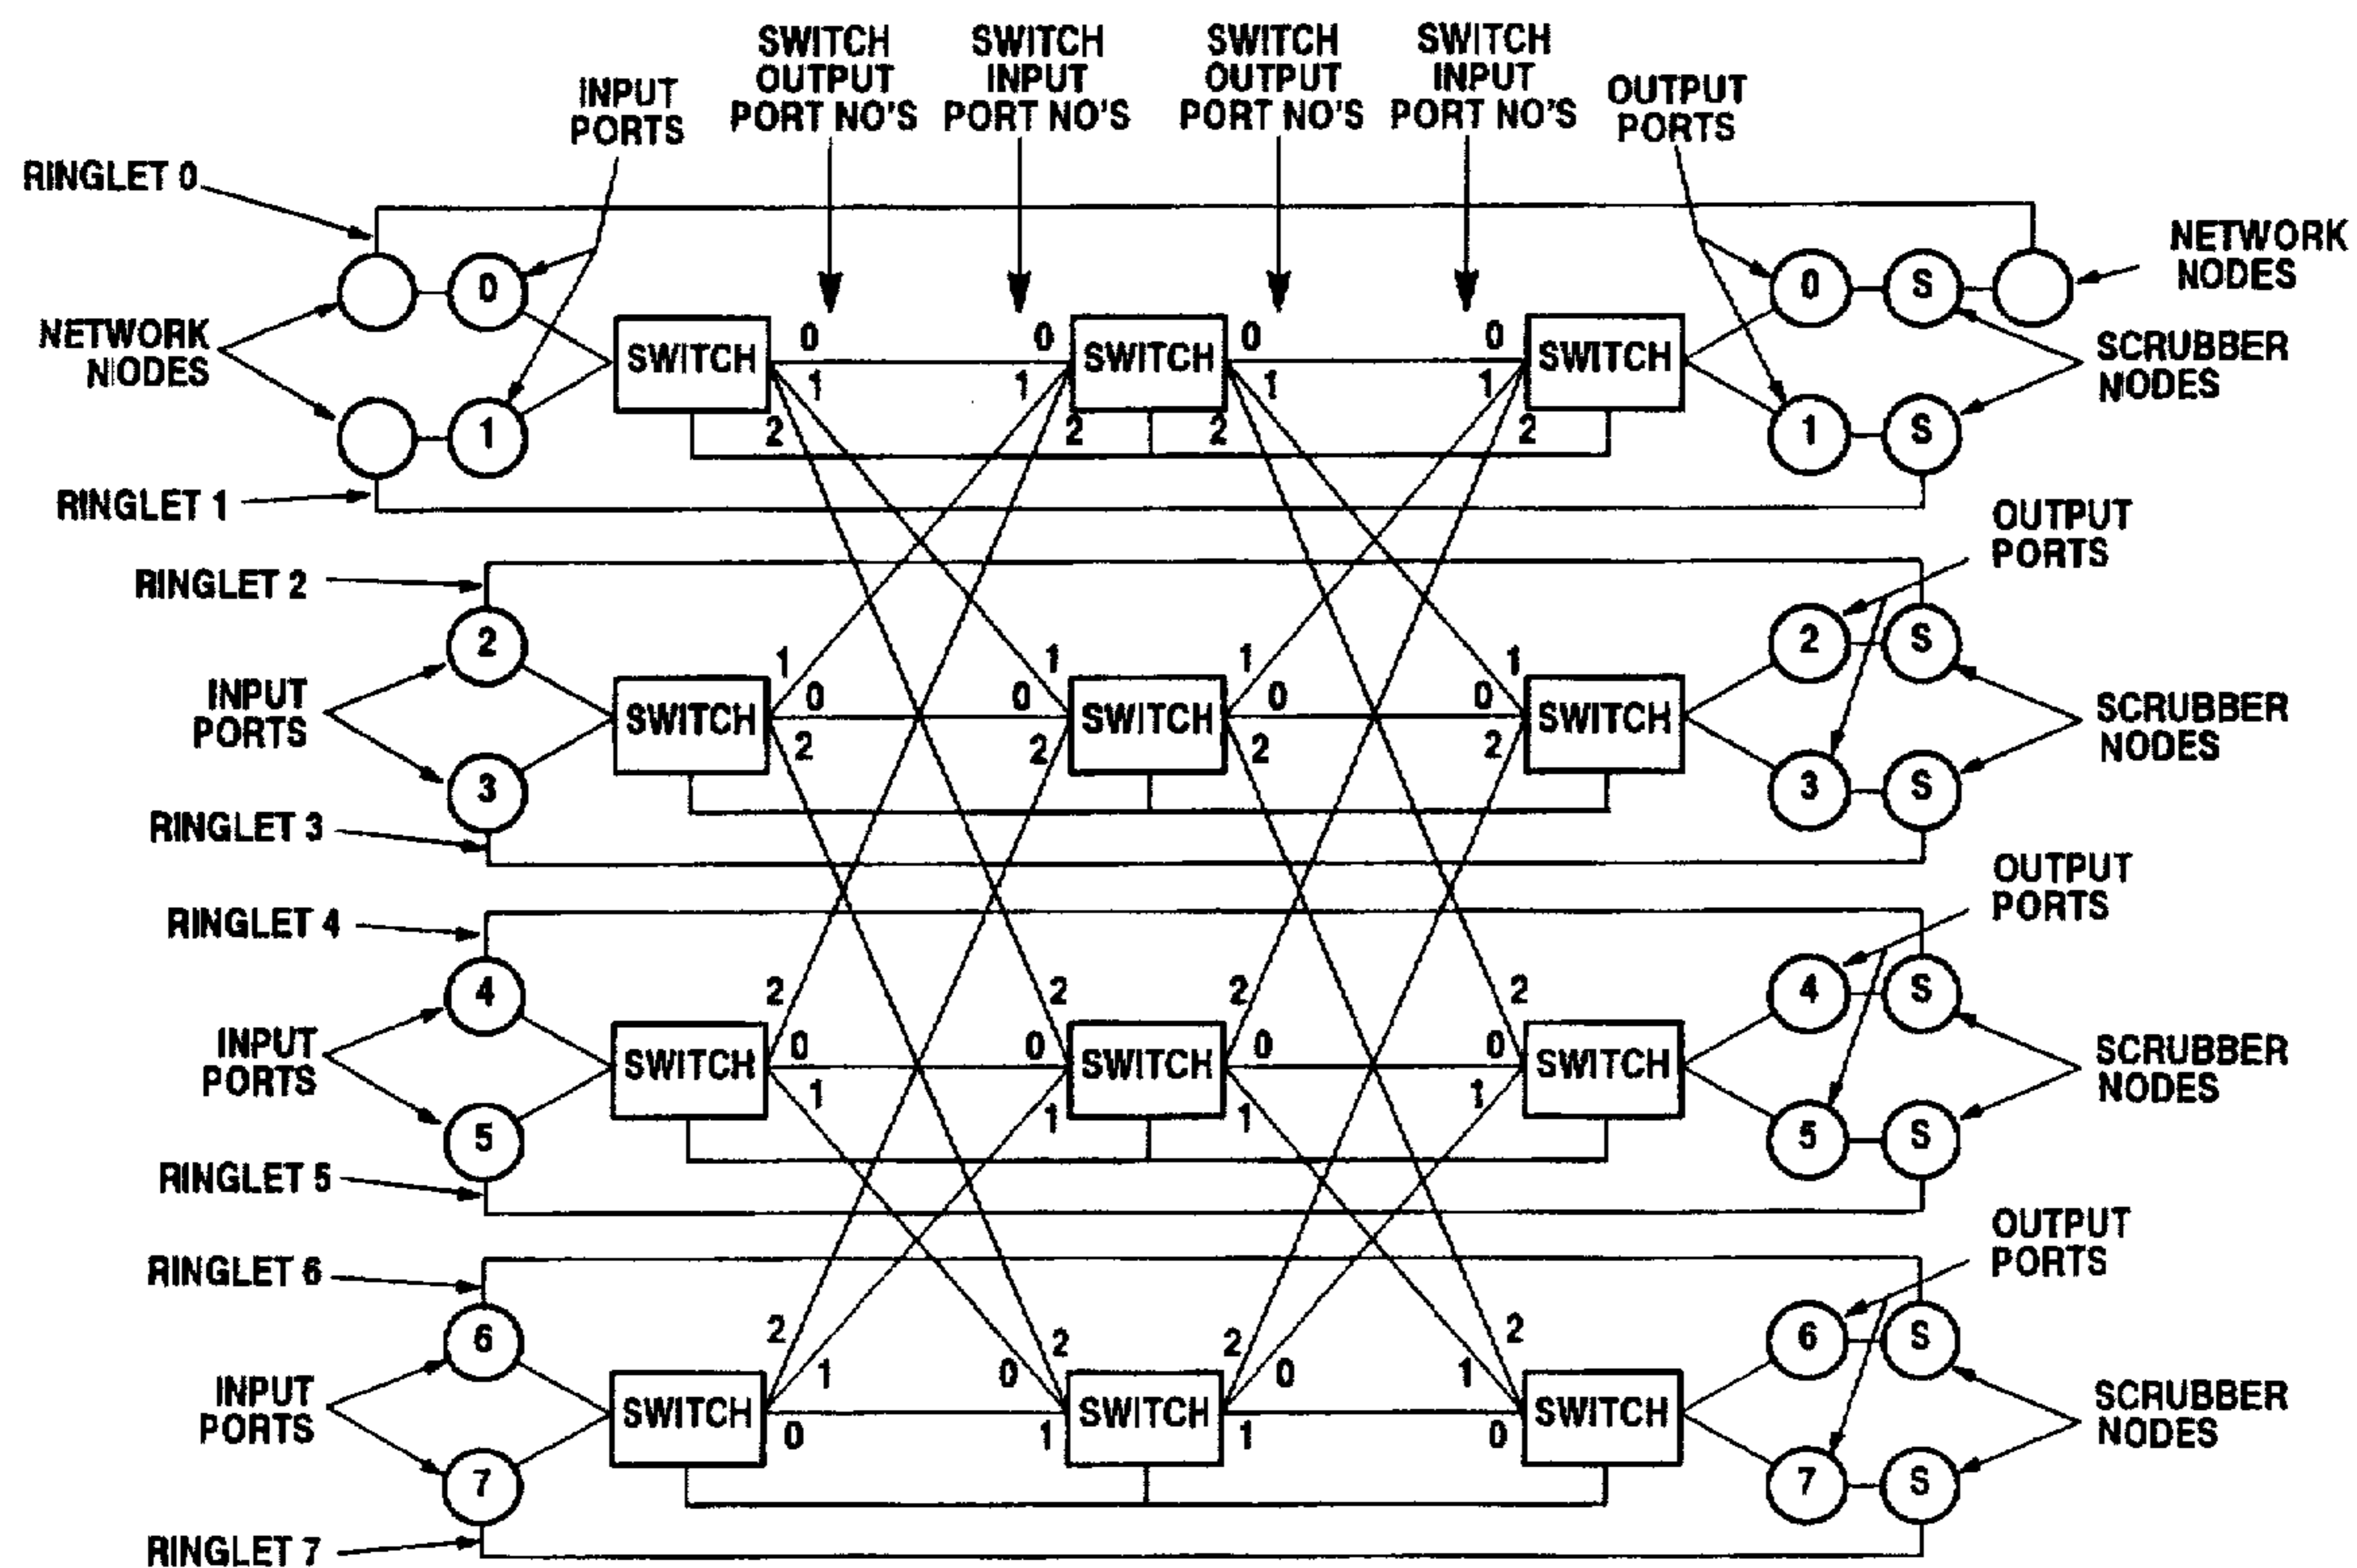 SWITCH
OUTPUT
PORT NO'S
SWITCH
INPUT
PORT NO'S
SWITCH
OUTPUT
PORT NO'S
SWITCH
INPUT
PORT NO'S
INPUT
PORTS
OUTPUT
PORTS
RINGLET 0
NETWORK
NODES
0
0
S
NETWORK
NODES
SWITCH
0
1
2
0
1
2
SWITCH
0
1
2
0
1
2
SWITCH
SCRUBBER
NODES
1
1
S
RINGLET 1
OUTPUT
PORTS
RINGLET 2
2
2
S
INPUT
PORTS
SWITCH
1
0
2
1
0
2
SWITCH
1
0
2
1
0
2
SWITCH
SCRUBBER
NODES
3
3
S
RINGLET 3
OUTPUT
PORTS
RINGLET 4
4
4
S
INPUT
PORTS
SWITCH
2
0
1
2
0
1
SWITCH
2
0
1
2
0
1
SWITCH
SCRUBBER
NODES
5
5
S
RINGLET 5
OUTPUT
PORTS
RINGLET 6
6
6
S
INPUT
PORTS
SWITCH
2
1
0
2
0
1
SWITCH
2
0
1
2
1
0
SWITCH
SCRUBBER
NODES
7
7
S
RINGLET 7